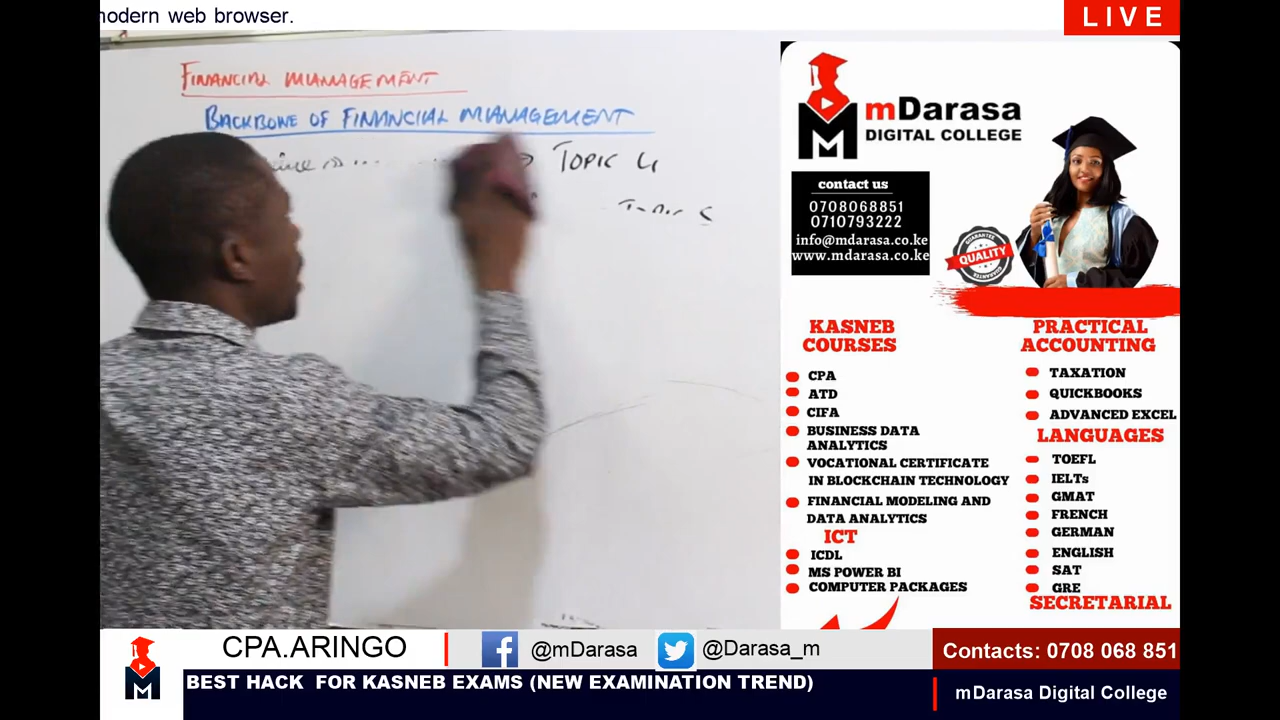 modern web browser.
LIVE
FINANCIAL MANAGEMENT
BACKBONE OF FINANCIAL MANAGEMENT
TOPIC 4
TOPIC 5
mDarasa
DIGITAL COLLEGE
contact us
0708068851
0710793222
info@mdarasa.co.ke
www.mdarasa.co.ke
GUARANTEE
QUALITY
GUARANTEE
KASNEB
COURSES
CPA
ATD
CIFA
BUSINESS DATA
ANALYTICS
VOCATIONAL CERTIFICATE
IN BLOCKCHAIN TECHNOLOGY
FINANCIAL MODELING AND
DATA ANALYTICS
ICT
ICDL
MS POWER BI
COMPUTER PACKAGES
PRACTICAL
ACCOUNTING
TAXATION
QUICKBOOKS
ADVANCED EXCEL
LANGUAGES
TOEFL
IELTs
GMAT
FRENCH
GERMAN
ENGLISH
SAT
GRE
SECRETARIAL
CPA.ARINGO
@mDarasa
@Darasa_m
Contacts: 0708 068 851
BEST HACK FOR KASNEB EXAMS (NEW EXAMINATION TREND)
mDarasa Digital College